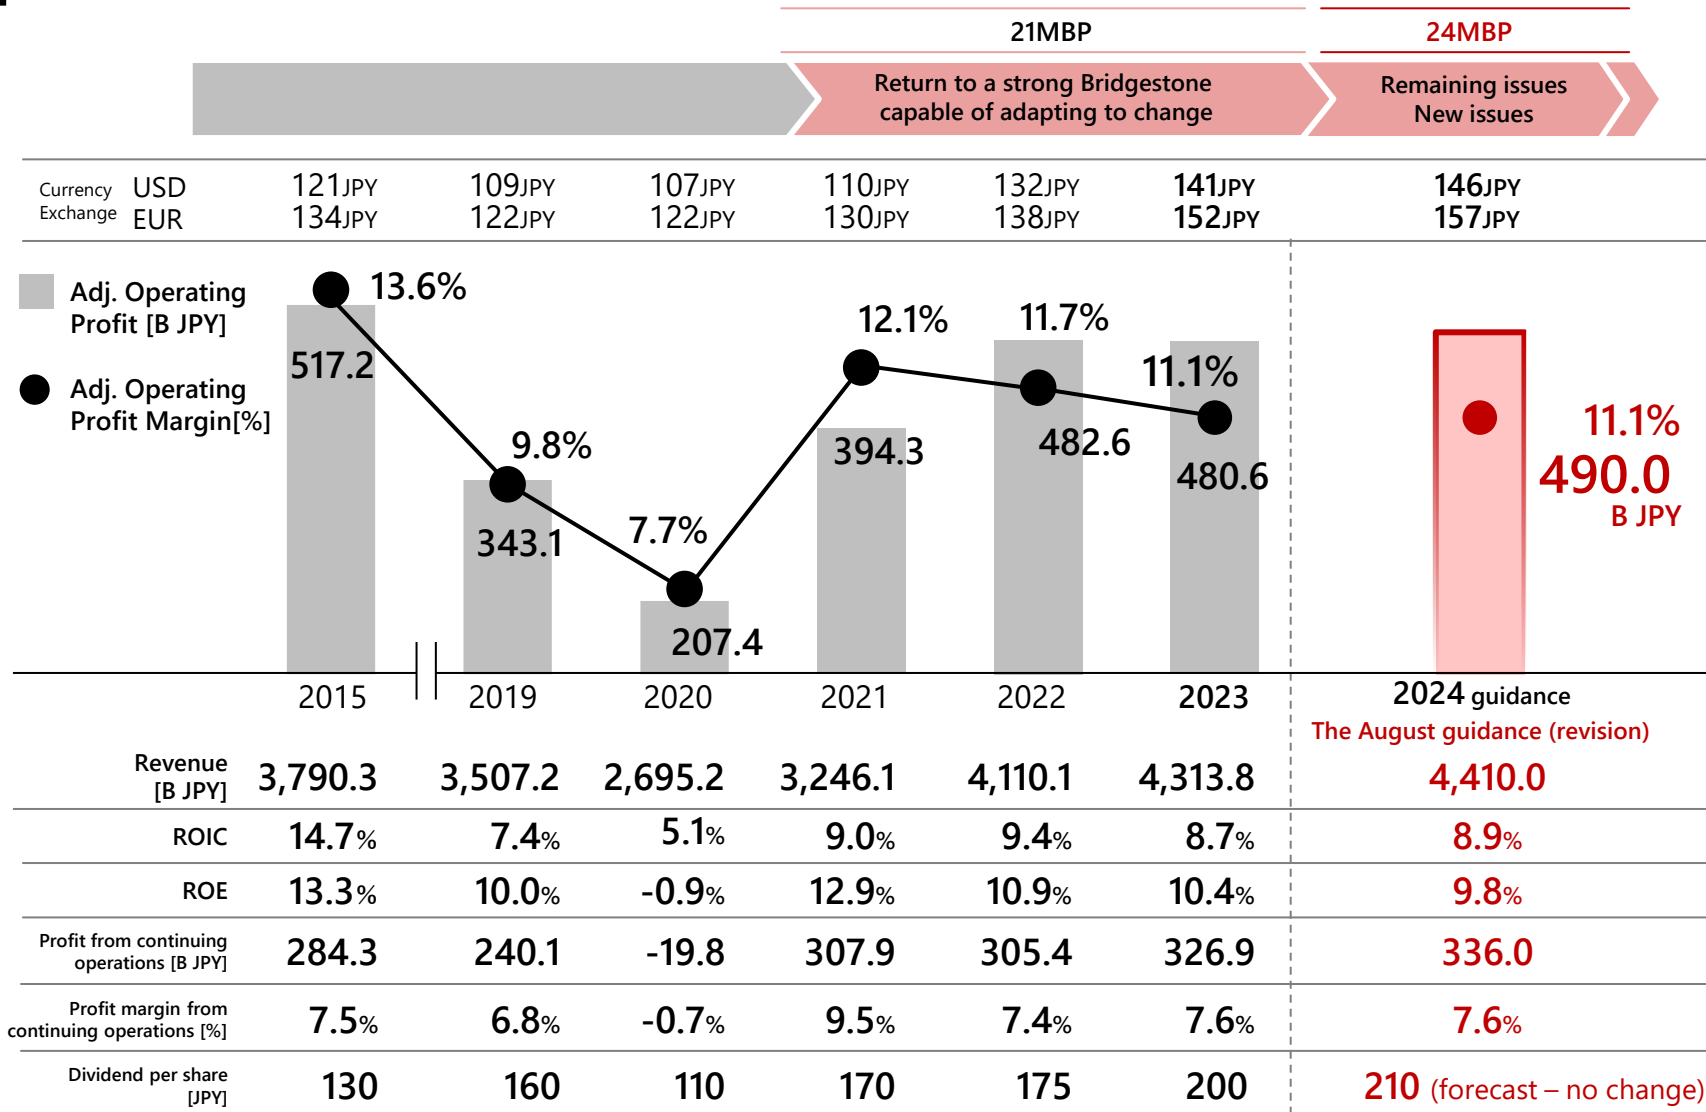 21MBP
24MBP
Return to a strong Bridgestone
capable of adapting to change
Remaining issues
New issues
Currency
Exchange
USD 121JPY 109JPY 107JPY 110JPY 132JPY 141JPY 146JPY
EUR 134JPY 122JPY 122JPY 130JPY 138JPY 152JPY 157JPY
Adj. Operating
Profit [B JPY]
Adj. Operating
Profit Margin[%]
13.6%
9.8%
7.7%
12.1%
11.7%
11.1%
11.1%
517.2
343.1
207.4
394.3
482.6
480.6
490.0
B JPY
2015 2019 2020 2021 2022 2023 2024 guidance
The August guidance (revision)
Revenue
[B JPY]
3,790.3 3,507.2 2,695.2 3,246.1 4,110.1 4,313.8 4,410.0
ROIC 14.7% 7.4% 5.1% 9.0% 9.4% 8.7% 8.9%
ROE 13.3% 10.0% -0.9% 12.9% 10.9% 10.4% 9.8%
Profit from continuing
operations [B JPY]
284.3 240.1 -19.8 307.9 305.4 326.9 336.0
Profit margin from
continuing operations [%]
7.5% 6.8% -0.7% 9.5% 7.4% 7.6% 7.6%
Dividend per share
[JPY]
130 160 110 170 175 200 210 (forecast – no change)